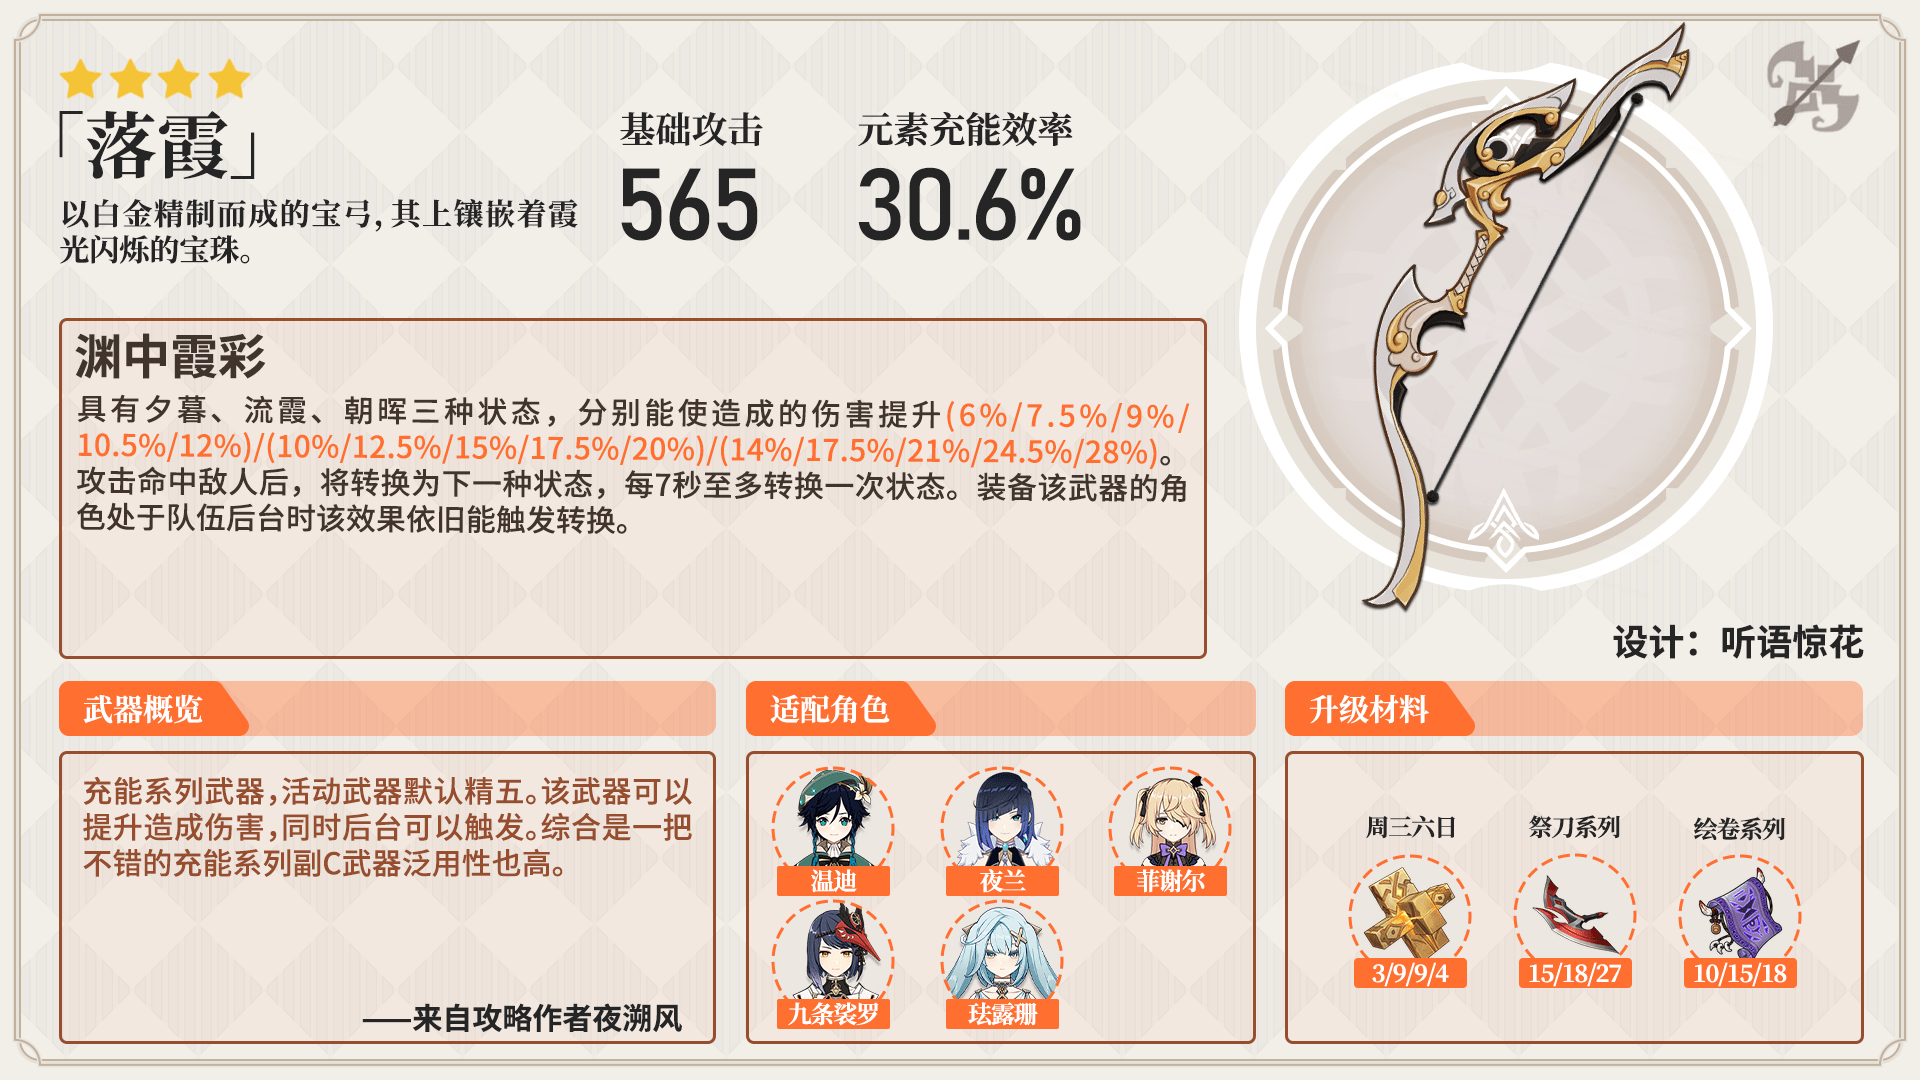 「落霞」
以白金精制而成的宝弓，其上镶嵌着霞
光闪烁的宝珠。
基础攻击
565
元素充能效率
30.6%
渊中霞彩
具有夕暮、流霞、朝晖三种状态，分别能使造成的伤害提升(6%/7.5%/9%/
10.5%/12%)/(10%/12.5%/15%/17.5%/20%)/(14%/17.5%/21%/24.5%/28%)。
攻击命中敌人后，将转换为下一种状态，每7秒至多转换一次状态。装备该武器的角
色处于队伍后台时该效果依旧能触发转换。
设计：听语惊花
武器概览
充能系列武器，活动武器默认精五。该武器可以
提升造成伤害，同时后台可以触发。综合是一把
不错的充能系列副C武器泛用性也高。
——来自攻略作者夜溯风
适配角色
温迪
夜兰
菲谢尔
九条裟罗
珐露珊
升级材料
周三六日
祭刀系列
绘卷系列
3/9/9/4
15/18/27
10/15/18